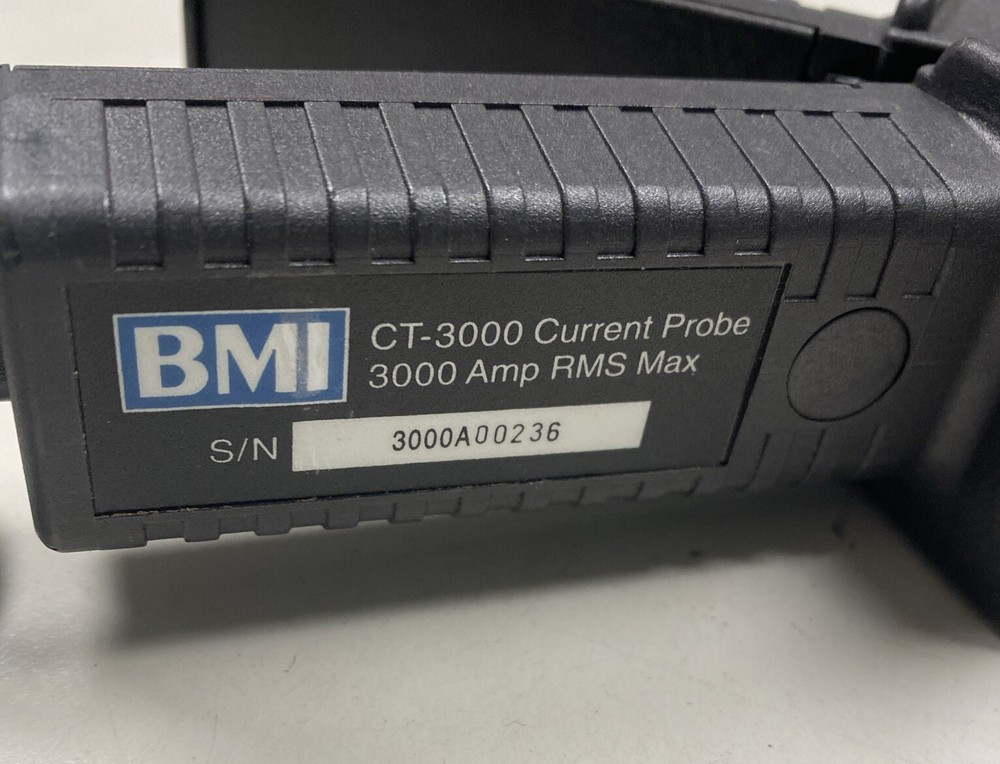 BMI
CT-3000 Current Probe
3000 Amp RMS Max
S/N 3000A00236